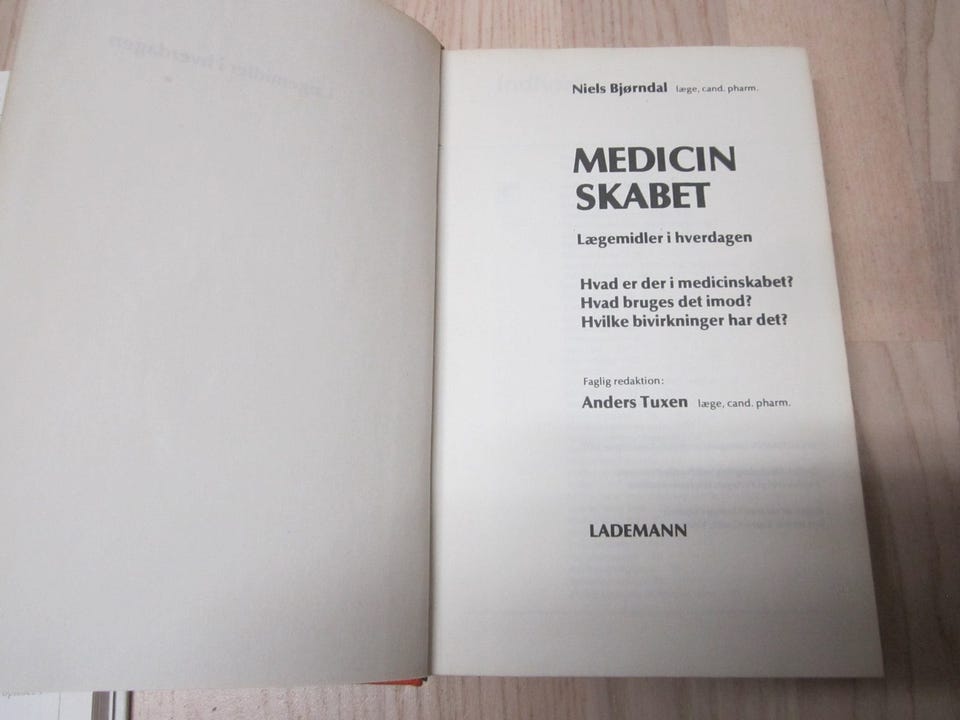 Niels Bjørndal læge, cand. pharm.
MEDICIN
SKABET
Lægemidler i hverdagen
Hvad er der i medicinskabet?
Hvad bruges det imod?
Hvilke bivirkninger har det?
Faglig redaktion:
Anders Tuxen læge, cand. pharm.
LADEMANN